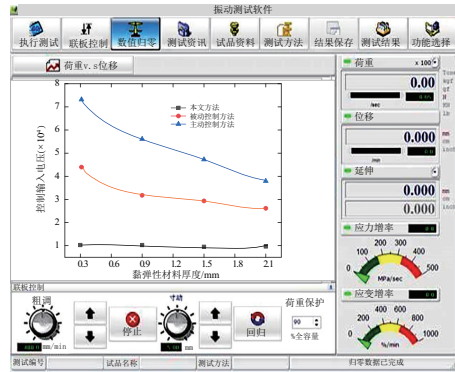 振动测试软件
执行测试 联板控制 数值归零 测试资讯 试品资料 测试方法 结果保存 测试结果 功能选择
荷重v.s位移
控制输入电压(×10⁴)
8
7
6
5
4
3
2
1
本文方法
被动控制方法
主动控制方法
0.3 0.6 0.9 1.2 1.5 1.8 2.1
黏弹性材料厚度/mm
荷重 x 100
0.00
/sec
位移
0.000
/mm
延伸
0.000
0.000
应力增率
0 100 200 300 400 500
MPa/sec
应变增率
0 200 400 600 800 1000
%/min
联板控制
粗调
mm/min
停止
寸动
mm
回归
荷重保护
90
%全容量
测试编号 试品名称 测试方法 归零数据已完成